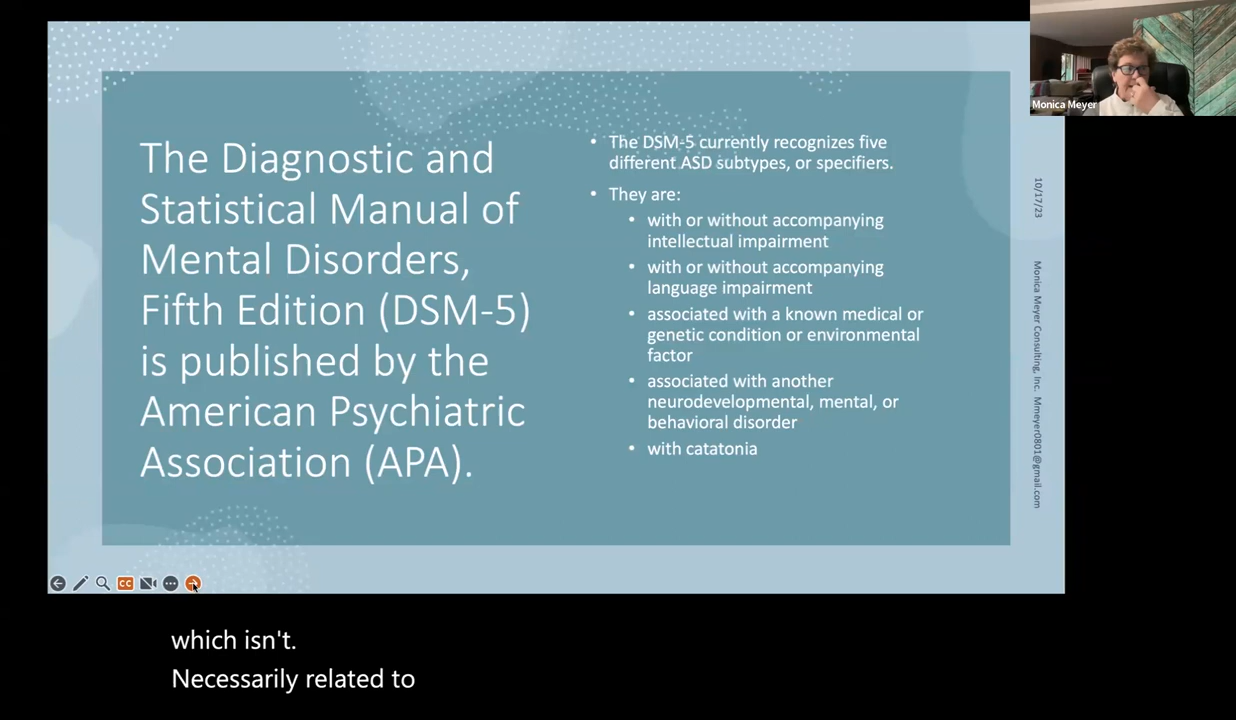 The Diagnostic and
Statistical Manual of
Mental Disorders,
Fifth Edition (DSM-5)
is published by the
American Psychiatric
Association (APA).
• The DSM-5 currently recognizes five
different ASD subtypes, or specifiers.
• They are:
• with or without accompanying
intellectual impairment
• with or without accompanying
language impairment
• associated with a known medical or
genetic condition or environmental
factor
• associated with another
neurodevelopmental, mental, or
behavioral disorder
• with catatonia
10/17/23
Monica Meyer Consulting, Inc. Mmeyer0801@gmail.com
Monica Meyer
CC
which isn't.
Necessarily related to